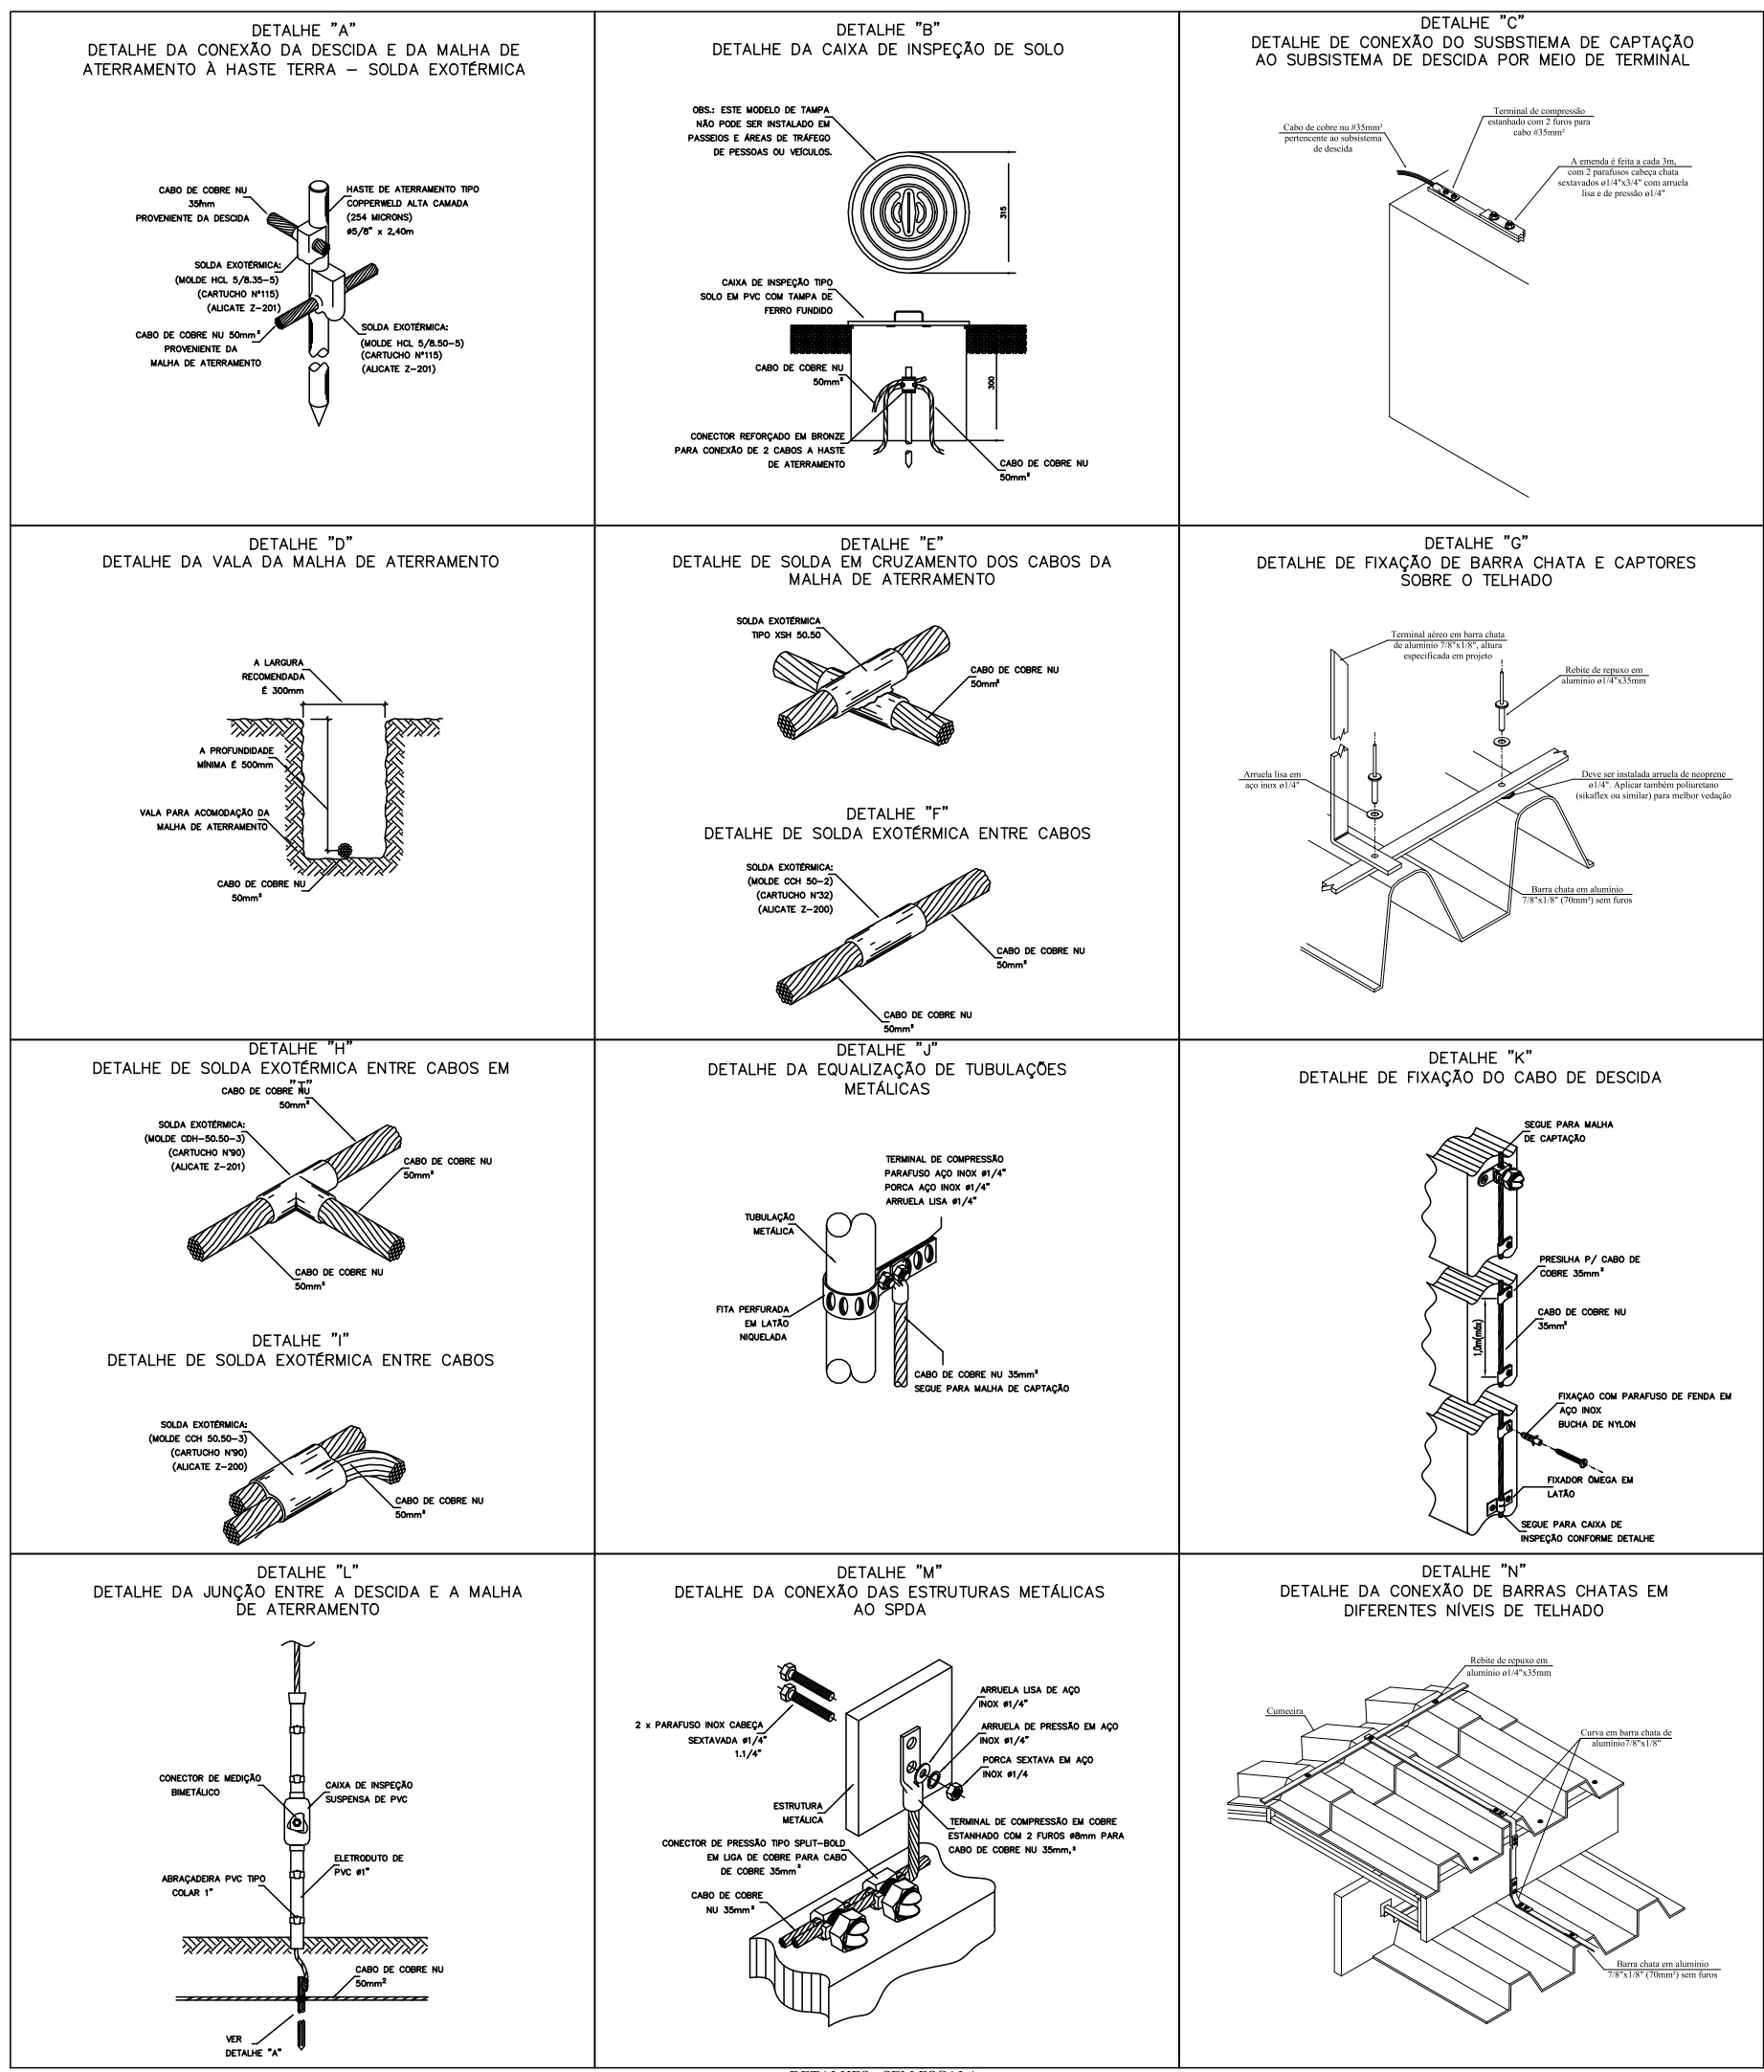 DETALHE "A"
DETALHE DA CONEXÃO DA DESCIDA E DA MALHA DE
ATERRAMENTO À HASTE TERRA – SOLDA EXOTÉRMICA
CABO DE COBRE NU
35mm
PROVENIENTE DA DESCIDA
HASTE DE ATERRAMENTO TIPO
COPPERWELD ALTA CAMADA
(254 MICRONS)
ø5/8" x 2,40m
SOLDA EXOTÉRMICA:
(MOLDE HCL 5/8.35-5)
(CARTUCHO N°115)
(ALICATE Z-201)
CABO DE COBRE NU 50mm²
PROVENIENTE DA
MALHA DE ATERRAMENTO
SOLDA EXOTÉRMICA:
(MOLDE HCL 5/8.50-5)
(CARTUCHO N°115)
(ALICATE Z-201)
DETALHE "B"
DETALHE DA CAIXA DE INSPEÇÃO DE SOLO
OBS.: ESTE MODELO DE TAMPA
NÃO PODE SER INSTALADO EM
PASSEIOS E ÁREAS DE TRÁFEGO
DE PESSOAS OU VEÍCULOS.
315
CAIXA DE INSPEÇÃO TIPO
SOLO EM PVC COM TAMPA DE
FERRO FUNDIDO
CABO DE COBRE NU
50mm²
300
CONECTOR REFORÇADO EM BRONZE
PARA CONEXÃO DE 2 CABOS A HASTE
DE ATERRAMENTO
CABO DE COBRE NU
50mm²
DETALHE "C"
DETALHE DE CONEXÃO DO SUSBSTIEMA DE CAPTAÇÃO
AO SUBSISTEMA DE DESCIDA POR MEIO DE TERMINAL
Terminal de compressão
estanhado com 2 furos para
cabo #35mm²
Cabo de cobre nu #35mm²
pertencente ao subsistema
de descida
A emenda é feita a cada 3m,
com 2 parafusos cabeça chata
sextavados ø1/4"x3/4" com arruela
lisa e de pressão ø1/4"
DETALHE "D"
DETALHE DA VALA DA MALHA DE ATERRAMENTO
A LARGURA
RECOMENDADA
É 300mm
A PROFUNDIDADE
MÍNIMA É 500mm
VALA PARA ACOMODAÇÃO DA
MALHA DE ATERRAMENTO
CABO DE COBRE NU
50mm²
DETALHE "E"
DETALHE DE SOLDA EM CRUZAMENTO DOS CABOS DA
MALHA DE ATERRAMENTO
SOLDA EXOTÉRMICA
TIPO XSH 50.50
CABO DE COBRE NU
50mm²
DETALHE "F"
DETALHE DE SOLDA EXOTÉRMICA ENTRE CABOS
SOLDA EXOTÉRMICA:
(MOLDE CCH 50-2)
(CARTUCHO N°32)
(ALICATE Z-200)
CABO DE COBRE NU
50mm²
CABO DE COBRE NU
50mm²
DETALHE "G"
DETALHE DE FIXAÇÃO DE BARRA CHATA E CAPTORES
SOBRE O TELHADO
Terminal aéreo em barra chata
de alumínio 7/8"x1/8", altura
especificada em projeto
Rebite de repuxo em
alumínio ø1/4"x35mm
Arruela lisa em
aço inox ø1/4"
Deve ser instalada arruela de neoprene
ø1/4". Aplicar também poliuretano
(sikaflex ou similar) para melhor vedação
Barra chata em alumínio
7/8"x1/8" (70mm²) sem furos
DETALHE "H"
DETALHE DE SOLDA EXOTÉRMICA ENTRE CABOS EM
"T"
CABO DE COBRE NU
50mm²
SOLDA EXOTÉRMICA:
(MOLDE CDH-50.50-3)
(CARTUCHO N°90)
(ALICATE Z-201)
CABO DE COBRE NU
50mm²
CABO DE COBRE NU
50mm²
DETALHE "I"
DETALHE DE SOLDA EXOTÉRMICA ENTRE CABOS
SOLDA EXOTÉRMICA:
(MOLDE CCH 50.50-3)
(CARTUCHO N°90)
(ALICATE Z-200)
CABO DE COBRE NU
50mm²
DETALHE "J"
DETALHE DA EQUALIZAÇÃO DE TUBULAÇÕES
METÁLICAS
TERMINAL DE COMPRESSÃO
PARAFUSO AÇO INOX ø1/4"
PORCA AÇO INOX ø1/4"
ARRUELA LISA ø1/4"
TUBULAÇÃO
METÁLICA
FITA PERFURADA
EM LATÃO
NIQUELADA
CABO DE COBRE NU 35mm²
SEGUE PARA MALHA DE CAPTAÇÃO
DETALHE "K"
DETALHE DE FIXAÇÃO DO CABO DE DESCIDA
SEGUE PARA MALHA
DE CAPTAÇÃO
PRESILHA P/ CABO DE
COBRE 35mm²
CABO DE COBRE NU
35mm²
1,0m(máx)
FIXAÇAO COM PARAFUSO DE FENDA EM
AÇO INOX
BUCHA DE NYLON
FIXADOR ÔMEGA EM
LATÃO
SEGUE PARA CAIXA DE
INSPEÇÃO CONFORME DETALHE
DETALHE "L"
DETALHE DA JUNÇÃO ENTRE A DESCIDA E A MALHA
DE ATERRAMENTO
CONECTOR DE MEDIÇÃO
BIMETÁLICO
CAIXA DE INSPEÇÃO
SUSPENSA DE PVC
ELETRODUTO DE
PVC ø1"
ABRAÇADEIRA PVC TIPO
COLAR 1"
CABO DE COBRE NU
50mm²
VER
DETALHE "A"
DETALHE "M"
DETALHE DA CONEXÃO DAS ESTRUTURAS METÁLICAS
AO SPDA
2 x PARAFUSO INOX CABEÇA
SEXTAVADA ø1/4"
1.1/4"
ARRUELA LISA DE AÇO
INOX ø1/4"
ARRUELA DE PRESSÃO EM AÇO
INOX ø1/4"
PORCA SEXTAVA EM AÇO
INOX ø1/4
ESTRUTURA
METÁLICA
TERMINAL DE COMPRESSÃO EM COBRE
ESTANHADO COM 2 FUROS ø8mm PARA
CABO DE COBRE NU 35mm,²
CONECTOR DE PRESSÃO TIPO SPLIT-BOLD
EM LIGA DE COBRE PARA CABO
DE COBRE 35mm²
CABO DE COBRE
NU 35mm²
DETALHE "N"
DETALHE DA CONEXÃO DE BARRAS CHATAS EM
DIFERENTES NÍVEIS DE TELHADO
Rebite de repuxo em
alumínio ø1/4"x35mm
Cumeeira
Curva em barra chata de
alumínio7/8"x1/8"
Barra chata em alumínio
7/8"x1/8" (70mm²) sem furos